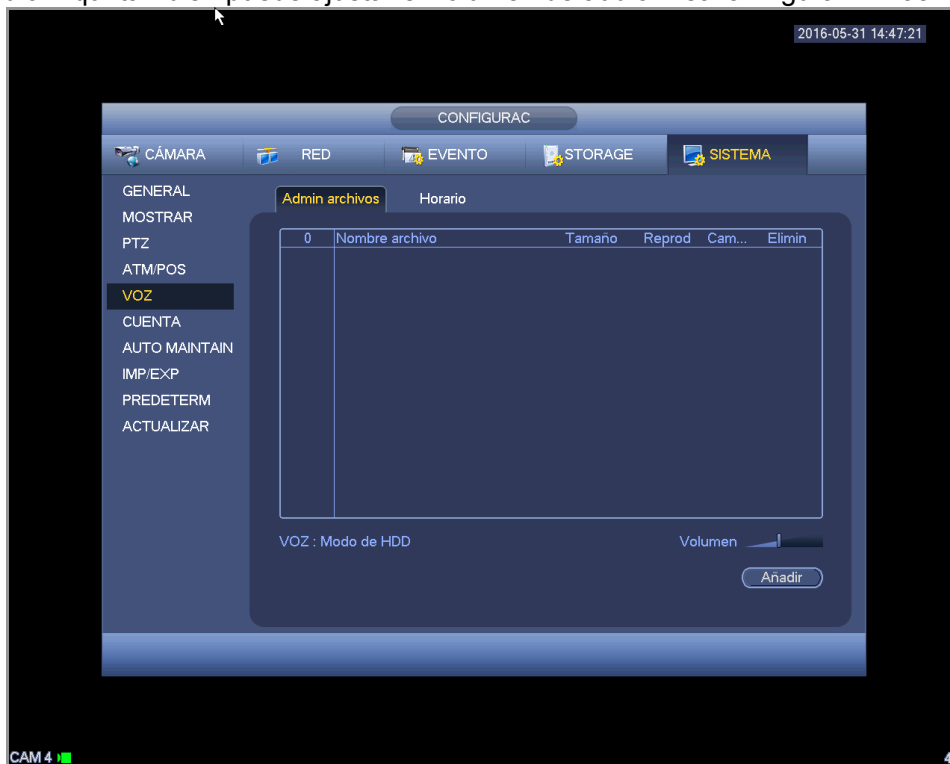 2016-05-31 14:47:21
CONFIGURAC
CÁMARA RED EVENTO STORAGE SISTEMA
GENERAL
MOSTRAR
PTZ
ATM/POS
VOZ
CUENTA
AUTO MAINTAIN
IMP/EXP
PREDETERM
ACTUALIZAR
Admin archivos Horario
0 Nombre archivo Tamaño Reprod Cam... Elimin
VOZ : Modo de HDD Volumen
Añadir
CAM 4